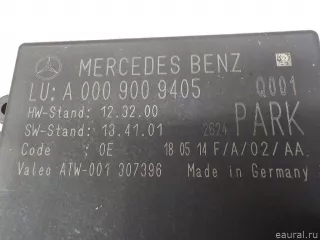 MERCEDES BENZ
LU: A 000 900 9405 Q001
HW-Stand: 12.32.00
SW-Stand: 13.41.01 2624 PARK
Code : 0E 18 05 14 F/A/02/AA
Valeo ATW-001 307396 Made in Germany
eaural.ru